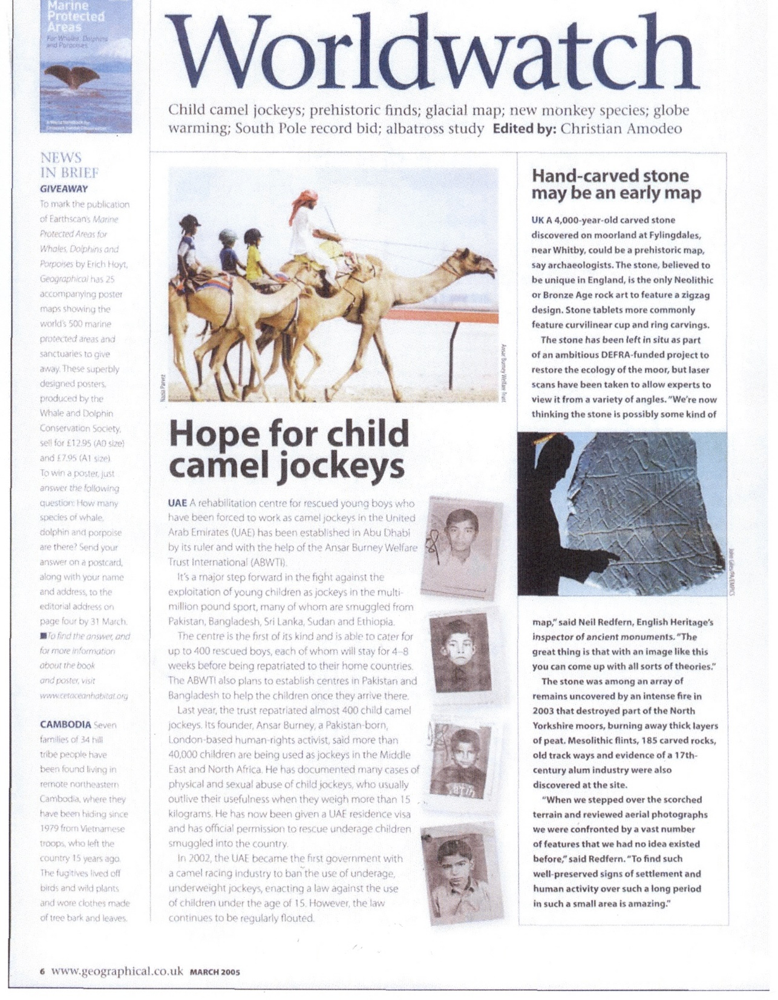 Marine
Protected
Areas
For Whales, Dolphins
and Porpoises
Worldwatch
Child camel jockeys; prehistoric finds; glacial map; new monkey species; globe
warming; South Pole record bid; albatross study Edited by: Christian Amodeo
NEWS
IN BRIEF
GIVEAWAY
To mark the publication
of Earthscan's Marine
Protected Areas for
Whales, Dolphins and
Porpoises by Erich Hoyt,
Geographical has 25
accompanying poster
maps showing the
world's 500 marine
protected areas and
sanctuaries to give
away. These superbly
designed posters,
produced by the
Whale and Dolphin
Conservation Society,
sell for £12.95 (A0 size)
and £7.95 (A1 size).
To win a poster, just
answer the following
question: How many
species of whale,
dolphin and porpoise
are there? Send your
answer on a postcard,
along with your name
and address, to the
editorial address on
page four by 31 March.
■ To find the answer, and
for more information
about the book
and poster, visit
www.cetaceanhabitat.org
CAMBODIA Seven
families of 34 hill
tribe people have
been found living in
remote northeastern
Cambodia, where they
have been hiding since
1979 from Vietnamese
troops, who left the
country 15 years ago.
The fugitives lived off
birds and wild plants
and wore clothes made
of tree bark and leaves.
Nazia Parvez
Ansar Burney Welfare Trust
Hope for child
camel jockeys
UAE A rehabilitation centre for rescued young boys who
have been forced to work as camel jockeys in the United
Arab Emirates (UAE) has been established in Abu Dhabi
by its ruler and with the help of the Ansar Burney Welfare
Trust International (ABWTI).
It's a major step forward in the fight against the
exploitation of young children as jockeys in the multi-
million pound sport, many of whom are smuggled from
Pakistan, Bangladesh, Sri Lanka, Sudan and Ethiopia.
The centre is the first of its kind and is able to cater for
up to 400 rescued boys, each of whom will stay for 4–8
weeks before being repatriated to their home countries.
The ABWTI also plans to establish centres in Pakistan and
Bangladesh to help the children once they arrive there.
Last year, the trust repatriated almost 400 child camel
jockeys. Its founder, Ansar Burney, a Pakistan-born,
London-based human-rights activist, said more than
40,000 children are being used as jockeys in the Middle
East and North Africa. He has documented many cases of
physical and sexual abuse of child jockeys, who usually
outlive their usefulness when they weigh more than 15
kilograms. He has now been given a UAE residence visa
and has official permission to rescue underage children
smuggled into the country.
In 2002, the UAE became the first government with
a camel racing industry to ban the use of underage,
underweight jockeys, enacting a law against the use
of children under the age of 15. However, the law
continues to be regularly flouted.
Hand-carved stone
may be an early map
UK A 4,000-year-old carved stone
discovered on moorland at Fylingdales,
near Whitby, could be a prehistoric map,
say archaeologists. The stone, believed to
be unique in England, is the only Neolithic
or Bronze Age rock art to feature a zigzag
design. Stone tablets more commonly
feature curvilinear cup and ring carvings.
The stone has been left in situ as part
of an ambitious DEFRA-funded project to
restore the ecology of the moor, but laser
scans have been taken to allow experts to
view it from a variety of angles. "We're now
thinking the stone is possibly some kind of
John Giles/PA/EMPICS
map," said Neil Redfern, English Heritage's
inspector of ancient monuments. "The
great thing is that with an image like this
you can come up with all sorts of theories."
The stone was among an array of
remains uncovered by an intense fire in
2003 that destroyed part of the North
Yorkshire moors, burning away thick layers
of peat. Mesolithic flints, 185 carved rocks,
old track ways and evidence of a 17th-
century alum industry were also
discovered at the site.
"When we stepped over the scorched
terrain and reviewed aerial photographs
we were confronted by a vast number
of features that we had no idea existed
before," said Redfern. "To find such
well-preserved signs of settlement and
human activity over such a long period
in such a small area is amazing."
6 www.geographical.co.uk MARCH 2005